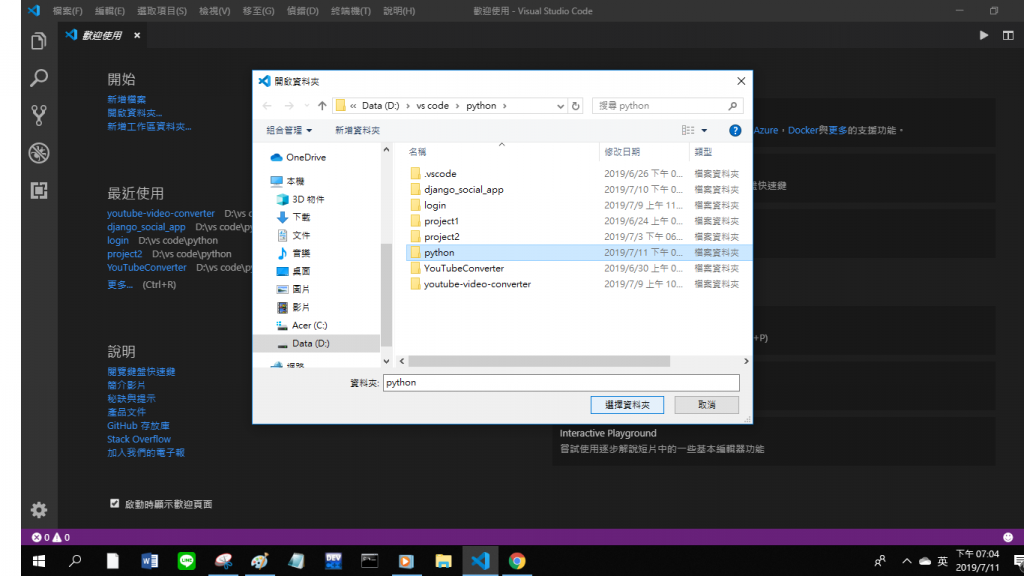 檔案(F) 編輯(E) 選取項目(S) 檢視(V) 移至(G) 偵錯(D) 終端機(T) 說明(H) 歡迎使用 - Visual Studio Code
歡迎使用
開始
新增檔案
開啟資料夾...
新增工作區資料夾...
最近使用
youtube-video-converter D:\vs c
django_social_app D:\vs code\py
login D:\vs code\python
project2 D:\vs code\python
YouTubeConverter D:\vs code\py
更多... (Ctrl+R)
說明
閱覽鍵盤快速鍵
簡介影片
秘訣與提示
產品文件
GitHub 存放庫
Stack Overflow
加入我們的電子報
啟動時顯示歡迎頁面
開啟資料夾
« Data (D:) › vs code › python ›
搜尋 python
組合管理 新增資料夾
OneDrive
本機
3D 物件
下載
文件
音樂
桌面
圖片
影片
Acer (C:)
Data (D:)
網路
名稱 修改日期 類型
.vscode 2019/6/26 下午 0... 檔案資料夾
django_social_app 2019/7/10 下午 0... 檔案資料夾
login 2019/7/9 上午 11... 檔案資料夾
project1 2019/6/24 上午 0... 檔案資料夾
project2 2019/7/3 下午 06... 檔案資料夾
python 2019/7/11 下午 0... 檔案資料夾
YouTubeConverter 2019/6/30 上午 0... 檔案資料夾
youtube-video-converter 2019/7/9 上午 10... 檔案資料夾
資料夾: python
選擇資料夾 取消
Azure，Docker與更多的支援功能。
盤快速鍵
+P)
Interactive Playground
嘗試使用逐步解說短片中的一些基本編輯器功能
0 0
英
下午 07:04
2019/7/11